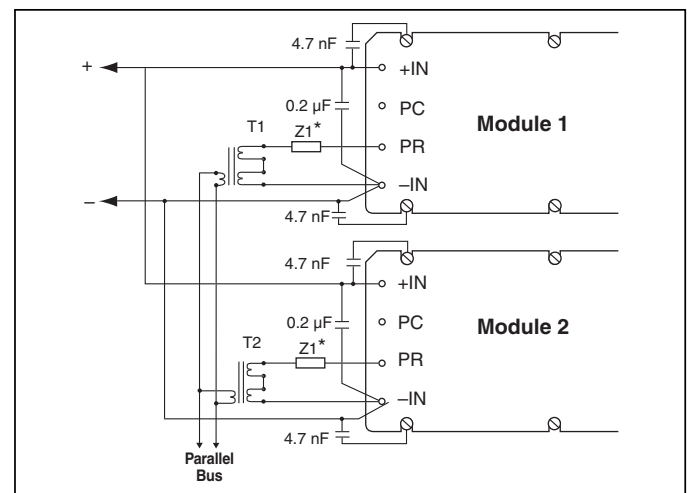 4.7 nF
+
+IN
0.2 µF
PC
T1
Z1*
Module 1
PR
–
–IN
4.7 nF
4.7 nF
+IN
0.2 µF
PC
T2
Z1*
Module 2
PR
–IN
4.7 nF
Parallel
Bus